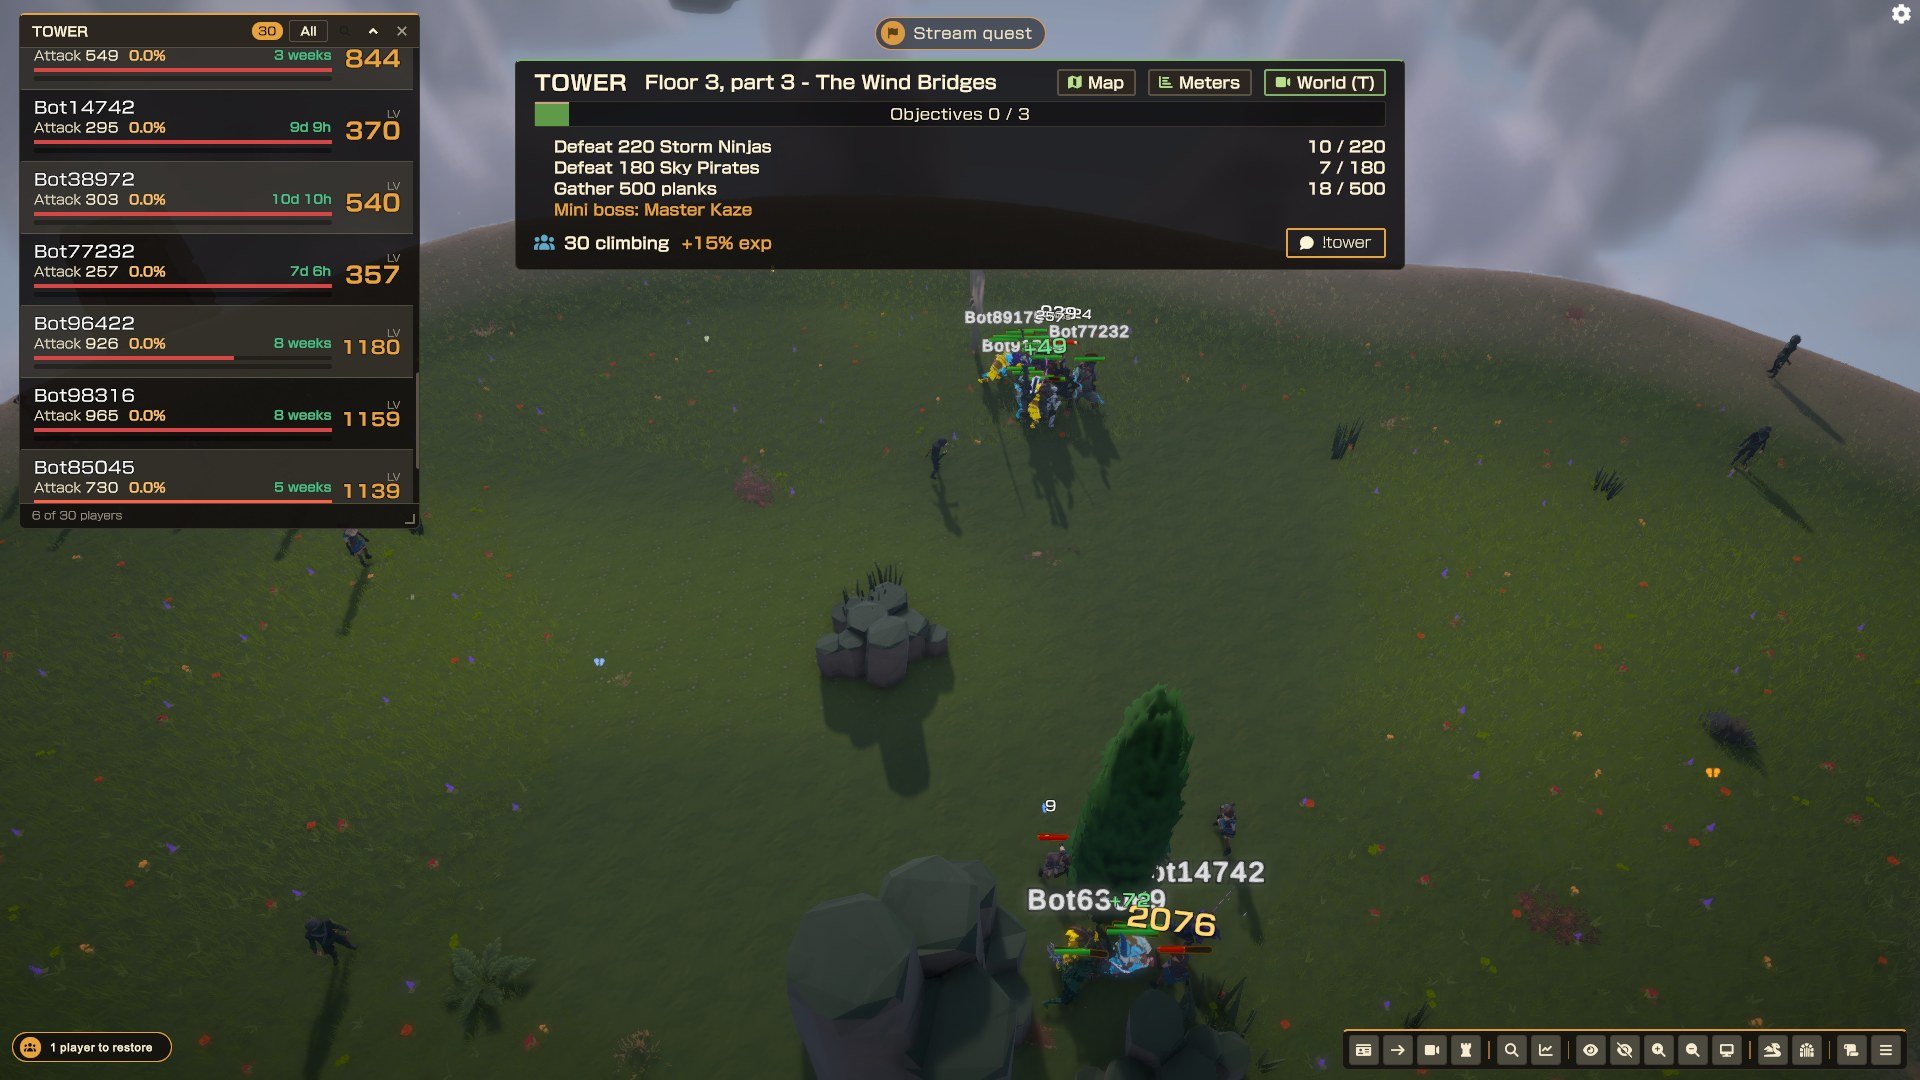 TOWER 30 All
Attack 549 0.0% 3 weeks 844
Bot14742
Attack 295 0.0% 9d 9h LV 370
Bot38972
Attack 303 0.0% 10d 10h LV 540
Bot77232
Attack 257 0.0% 7d 6h LV 357
Bot96422
Attack 926 0.0% 8 weeks LV 1180
Bot98316
Attack 965 0.0% 8 weeks LV 1159
Bot85045
Attack 730 0.0% 5 weeks LV 1139
6 of 30 players
Stream quest
TOWER Floor 3, part 3 - The Wind Bridges Map Meters World (T)
Objectives 0 / 3
Defeat 220 Storm Ninjas 10 / 220
Defeat 180 Sky Pirates 7 / 180
Gather 500 planks 18 / 500
Mini boss: Master Kaze
30 climbing +15% exp !tower
Bot77232
+49
9
ot14742
+72
2076
1 player to restore